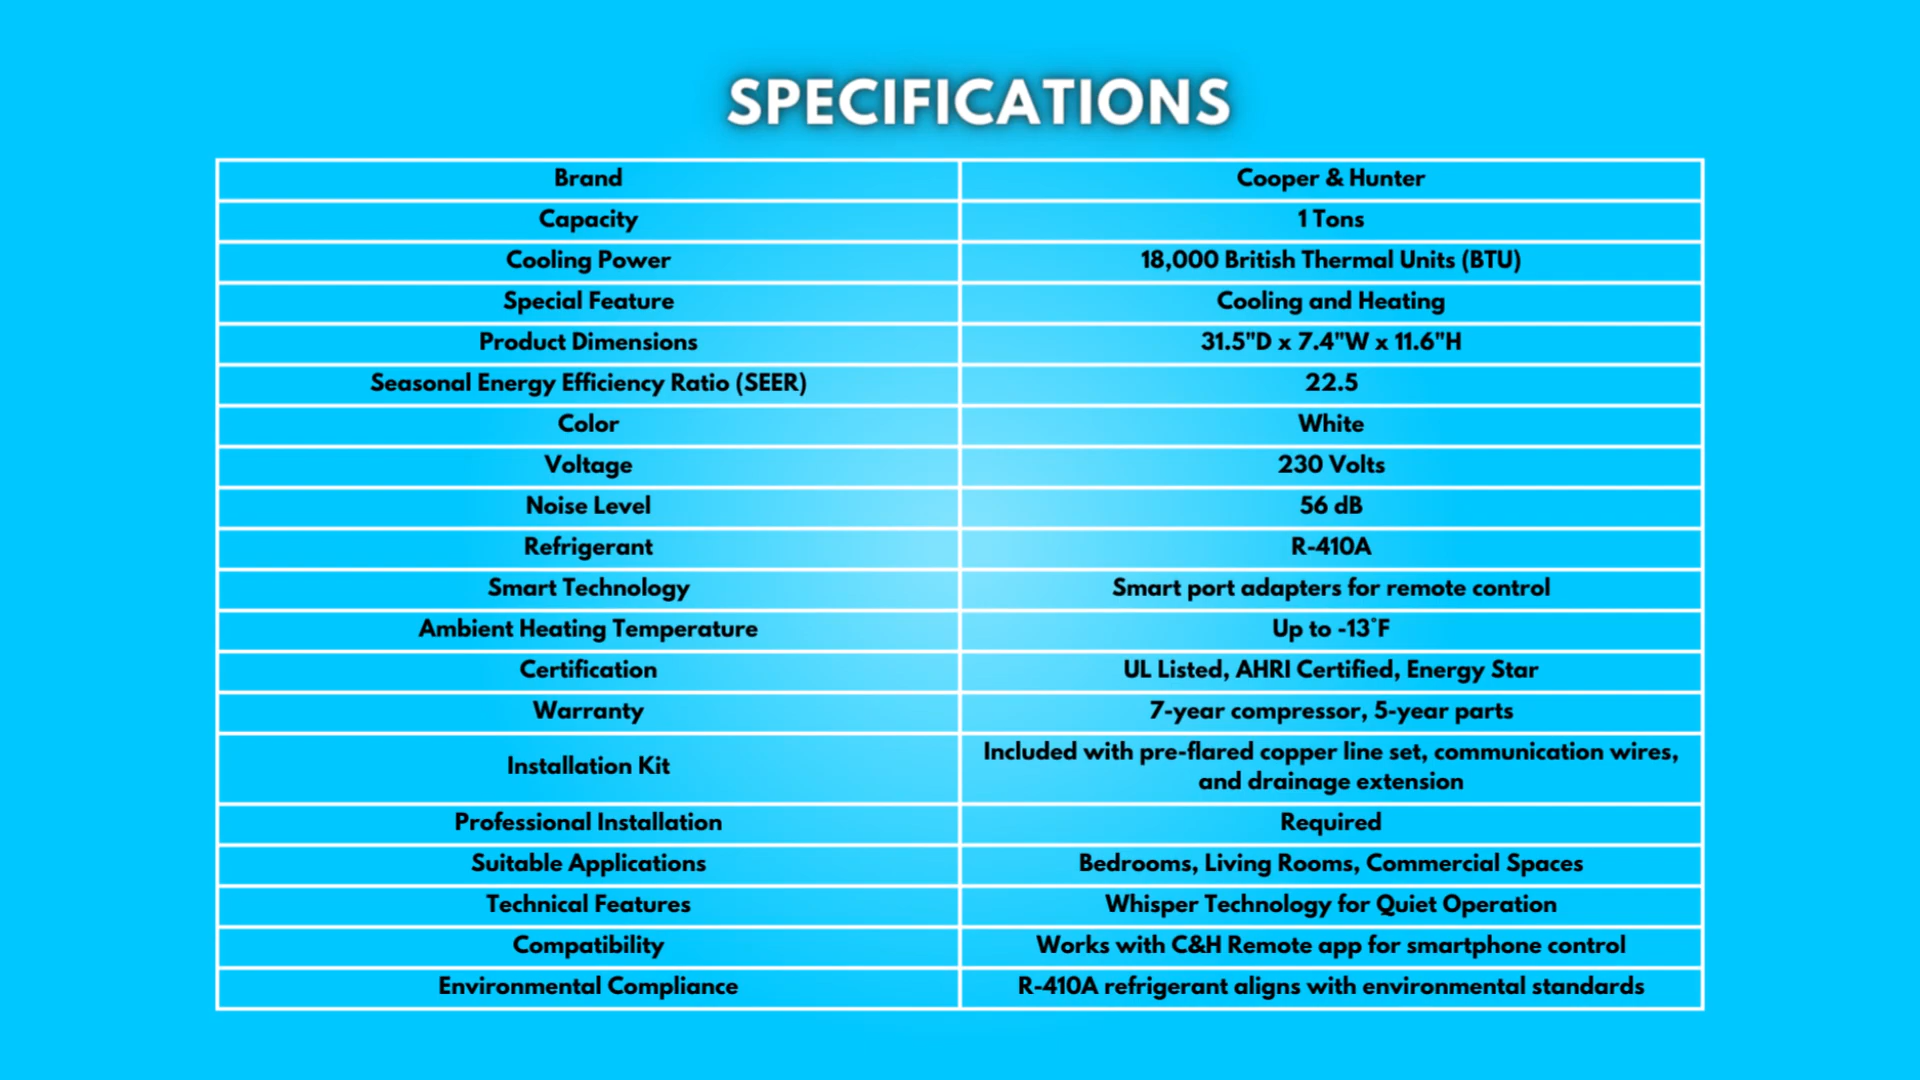 SPECIFICATIONS
Brand Cooper & Hunter
Capacity 1 Tons
Cooling Power 18,000 British Thermal Units (BTU)
Special Feature Cooling and Heating
Product Dimensions 31.5"D x 7.4"W x 11.6"H
Seasonal Energy Efficiency Ratio (SEER) 22.5
Color White
Voltage 230 Volts
Noise Level 56 dB
Refrigerant R-410A
Smart Technology Smart port adapters for remote control
Ambient Heating Temperature Up to -13°F
Certification UL Listed, AHRI Certified, Energy Star
Warranty 7-year compressor, 5-year parts
Installation Kit Included with pre-flared copper line set, communication wires,
and drainage extension
Professional Installation Required
Suitable Applications Bedrooms, Living Rooms, Commercial Spaces
Technical Features Whisper Technology for Quiet Operation
Compatibility Works with C&H Remote app for smartphone control
Environmental Compliance R-410A refrigerant aligns with environmental standards